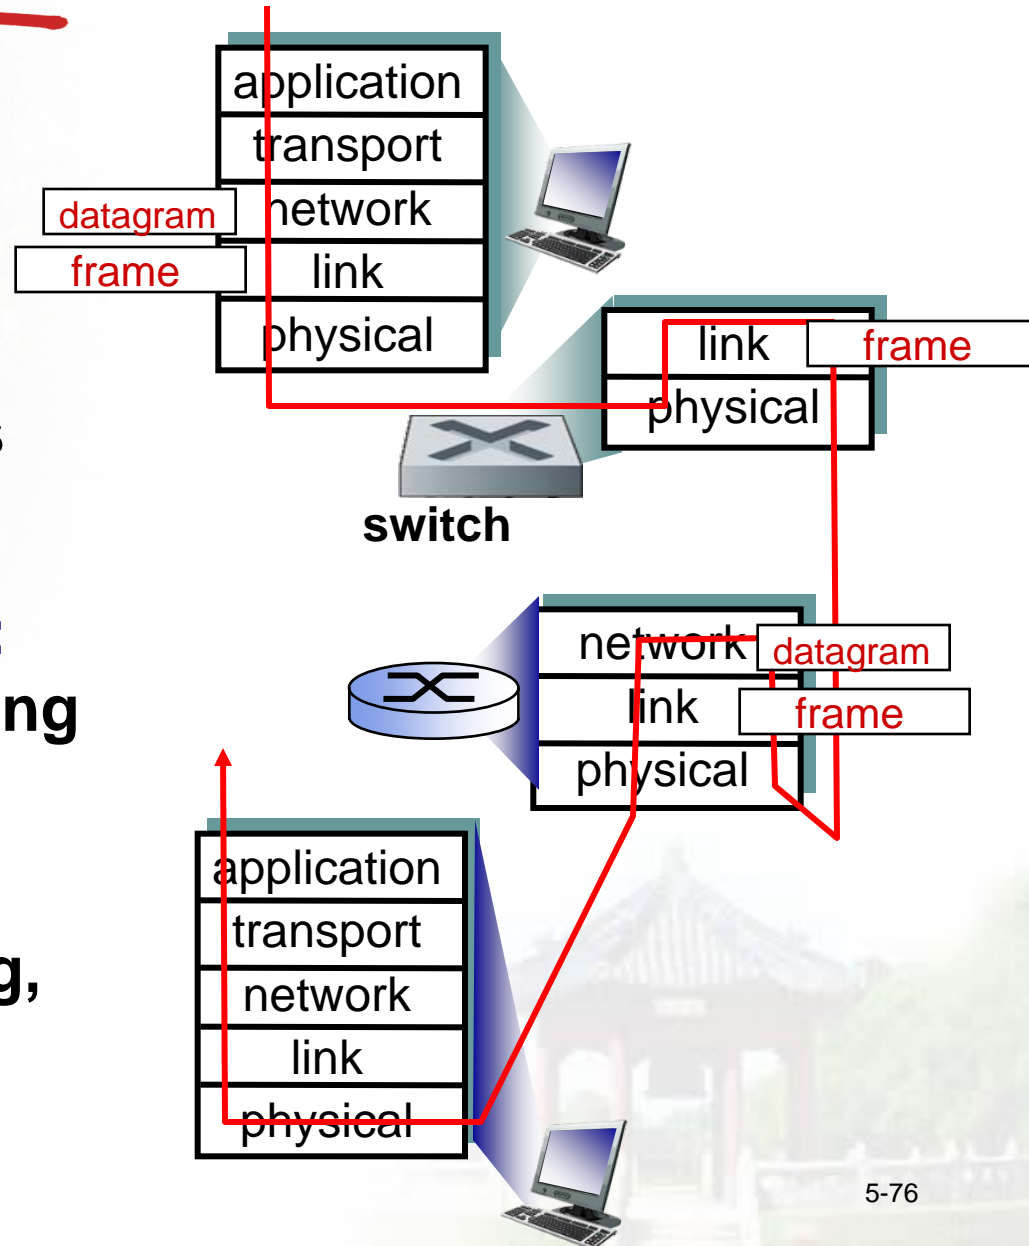 application
transport
datagram
network
frame
link
physical
link
frame
physical
s
switch
:
network
datagram
ng
link
frame
physical
application
transport
g,
network
link
physical
5-76